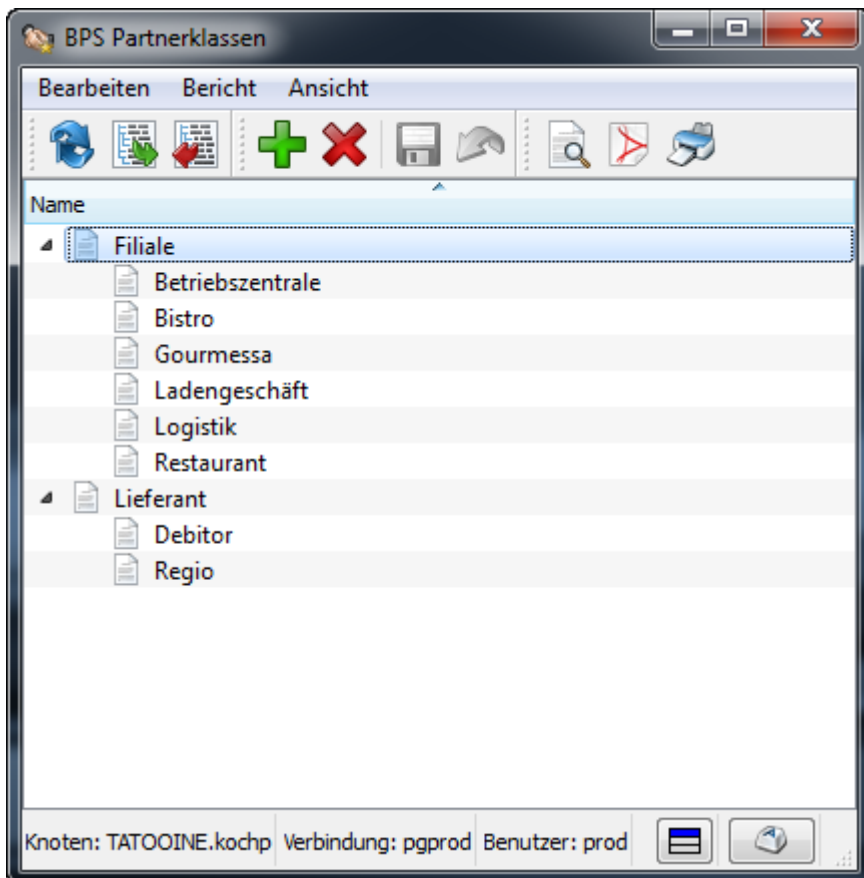 BPS Partnerklassen
Bearbeiten Bericht Ansicht
Name
Filiale
Betriebszentrale
Bistro
Gourmessa
Ladengeschäft
Logistik
Restaurant
Lieferant
Debitor
Regio
Knoten: TATOOINE.kochp Verbindung: pgprod Benutzer: prod